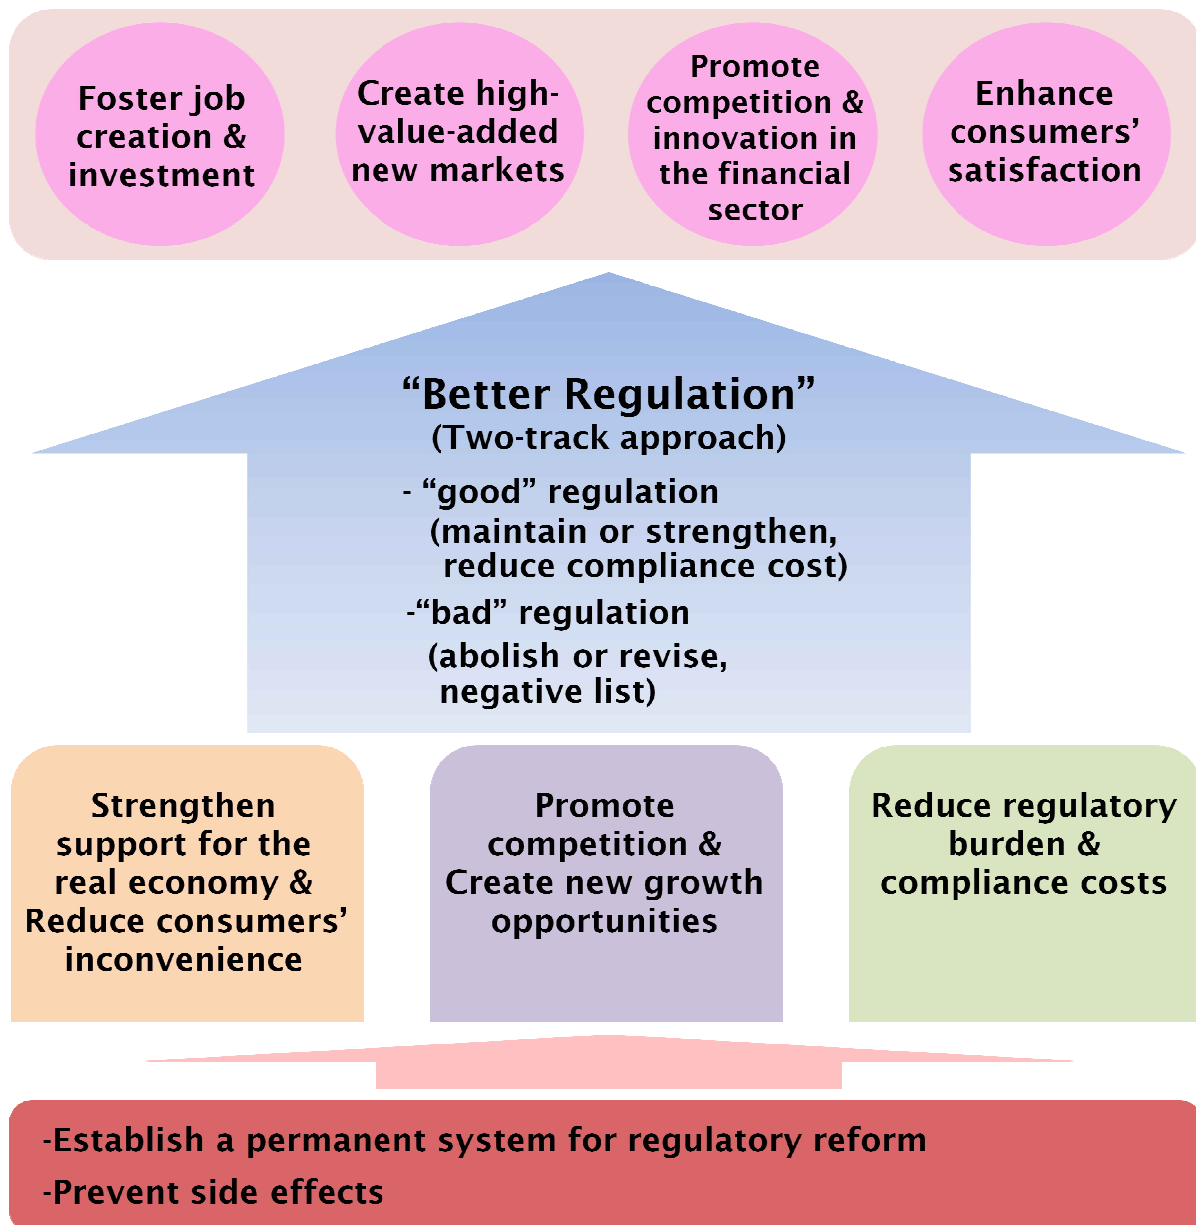 Foster job
creation &
investment
Create high-
value-added
new markets
Promote
competition &
innovation in
the financial
sector
Enhance
consumers’
satisfaction
“Better Regulation”
(Two-track approach)
- “good” regulation
(maintain or strengthen,
reduce compliance cost)
-“bad” regulation
(abolish or revise,
negative list)
Strengthen
support for the
real economy &
Reduce consumers’
inconvenience
Promote
competition &
Create new growth
opportunities
Reduce regulatory
burden &
compliance costs
-Establish a permanent system for regulatory reform
-Prevent side effects